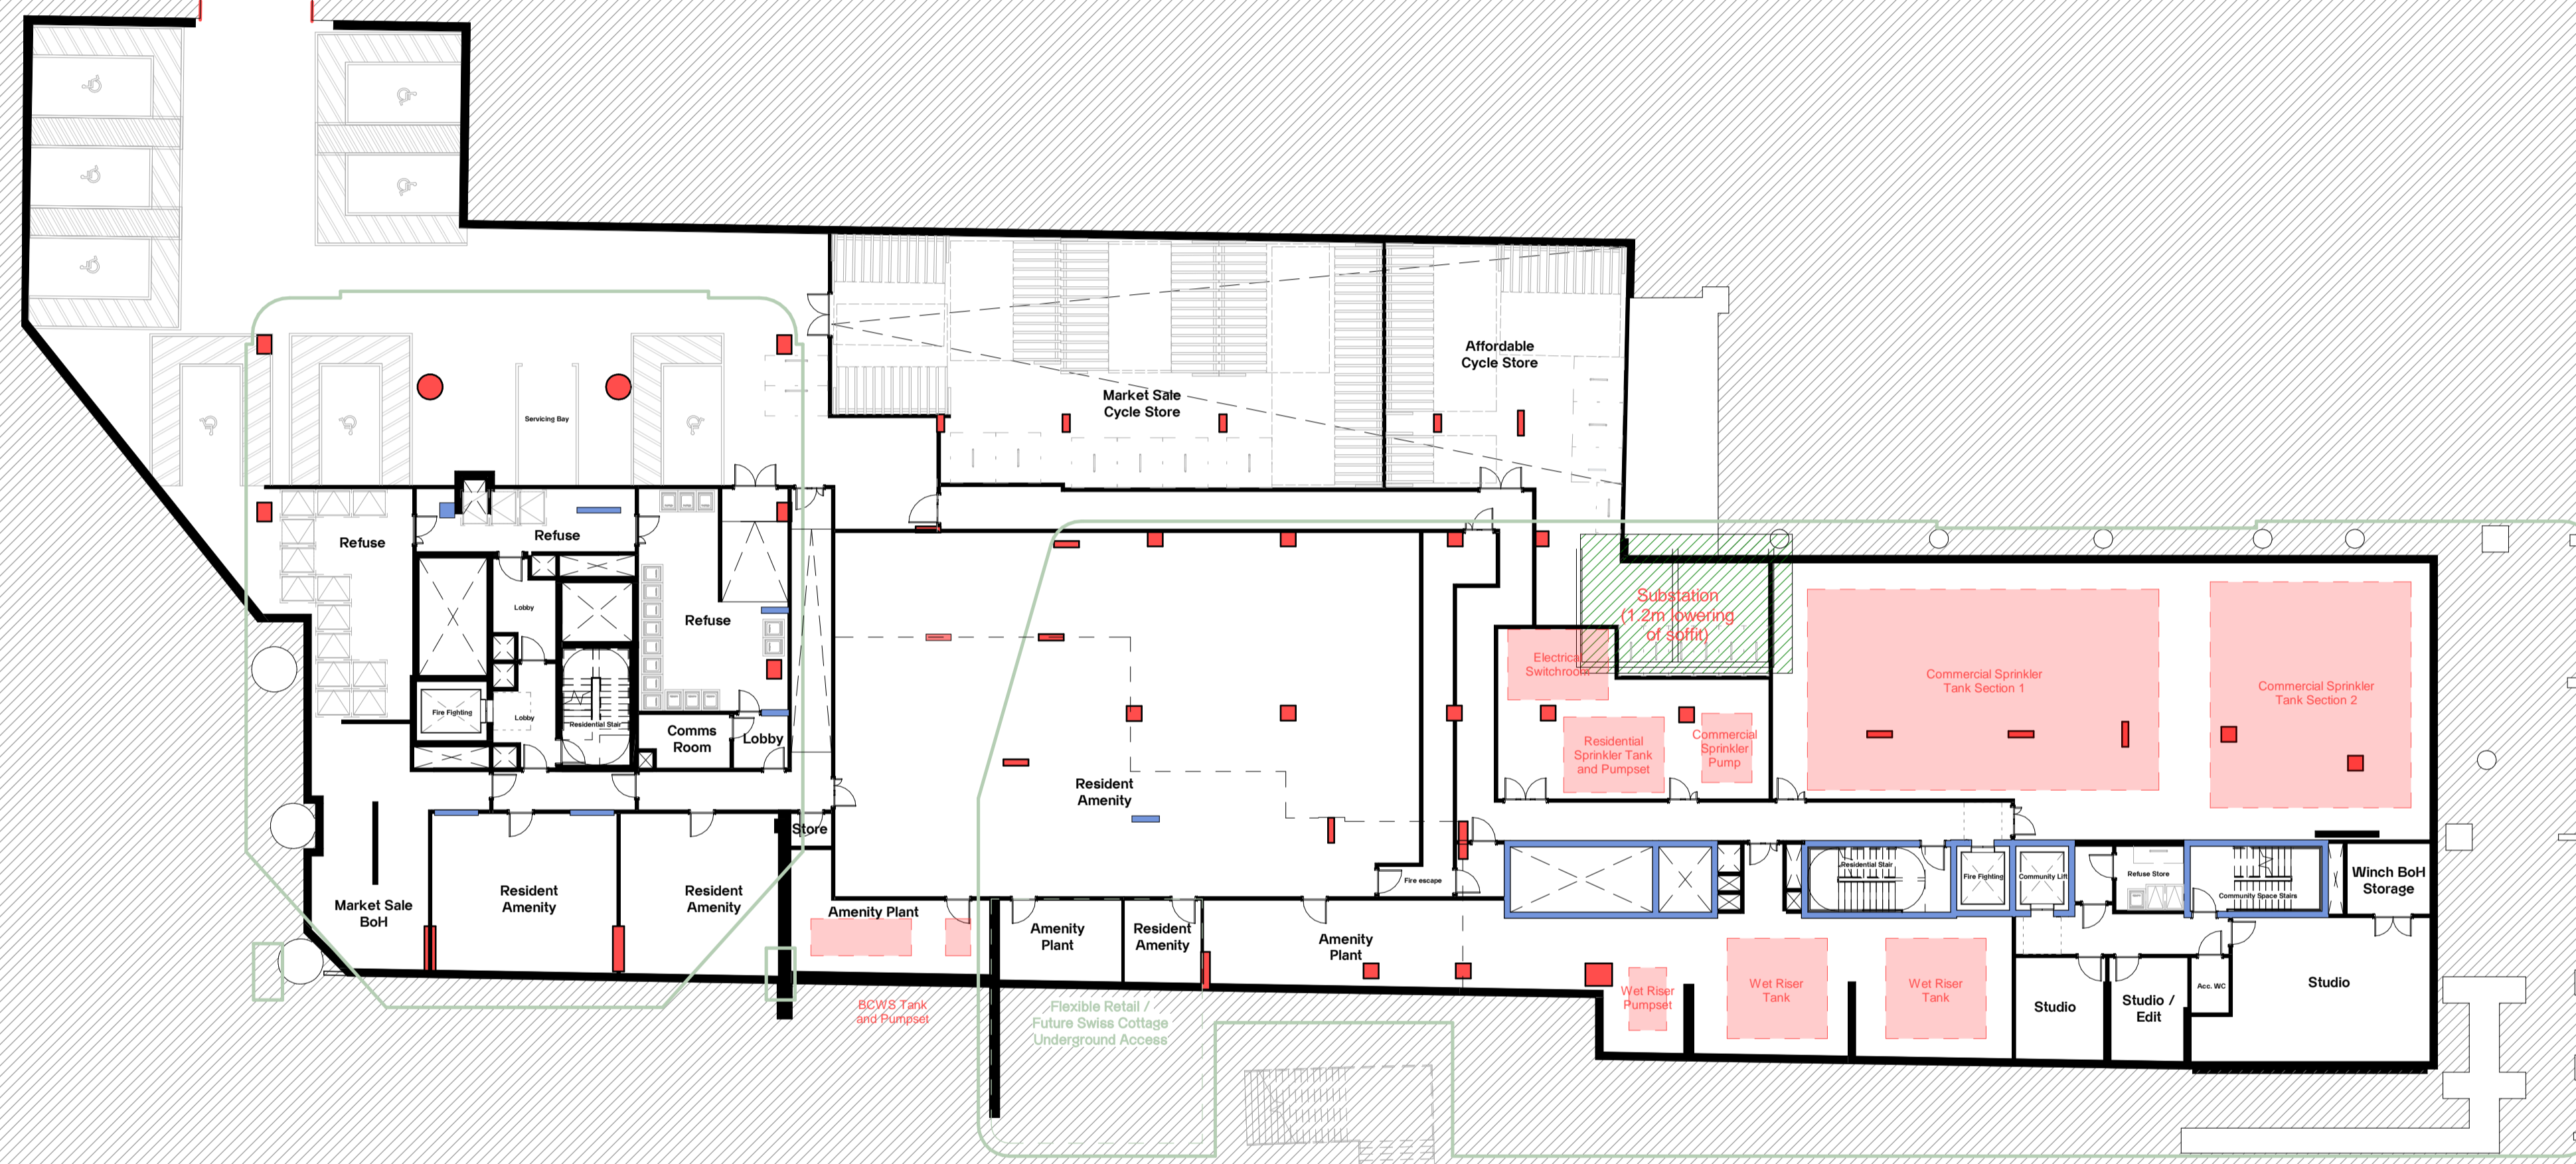 Affordable
Cycle Store
Market Sale
Cycle Store
Servicing Bay
Refuse
Refuse
Refuse
Lobby
Lobby
Fire Fighting
Residential Stair
Comms
Room
Lobby
Substation
(1.2m lowering
of soffit)
Electrical
Switchroom
Residential
Sprinkler Tank
and Pumpset
Commercial
Sprinkler
Pump
Commercial Sprinkler
Tank Section 1
Commercial Sprinkler
Tank Section 2
Resident
Amenity
Store
Market Sale
BoH
Resident
Amenity
Resident
Amenity
Amenity Plant
BCWS Tank
and Pumpset
Amenity
Plant
Resident
Amenity
Amenity
Plant
Fire escape
Residential Stair
Fire Fighting
Community Lift
Refuse Store
Community Space Stairs
Winch BoH
Storage
Wet Riser
Pumpset
Wet Riser
Tank
Wet Riser
Tank
Studio
Studio /
Edit
Acc. WC
Studio
Flexible Retail /
Future Swiss Cottage
Underground Access